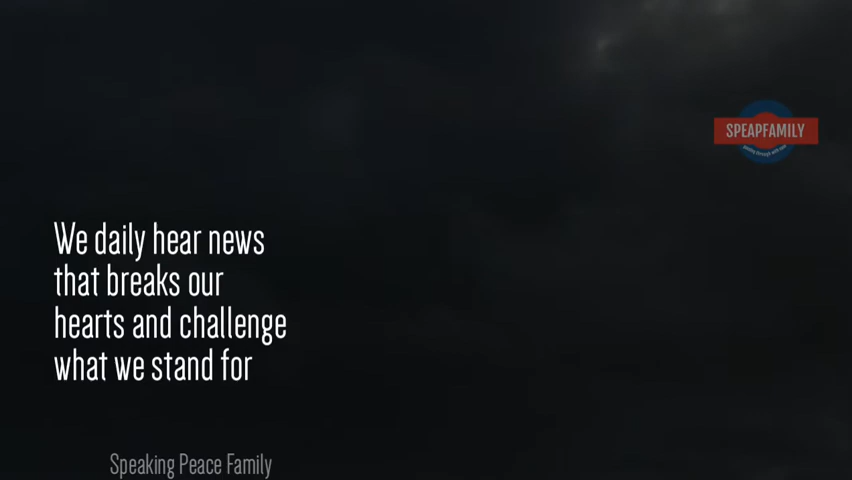 SPEAPFAMILY
We daily hear news
that breaks our
hearts and challenge
what we stand for
Speaking Peace Family